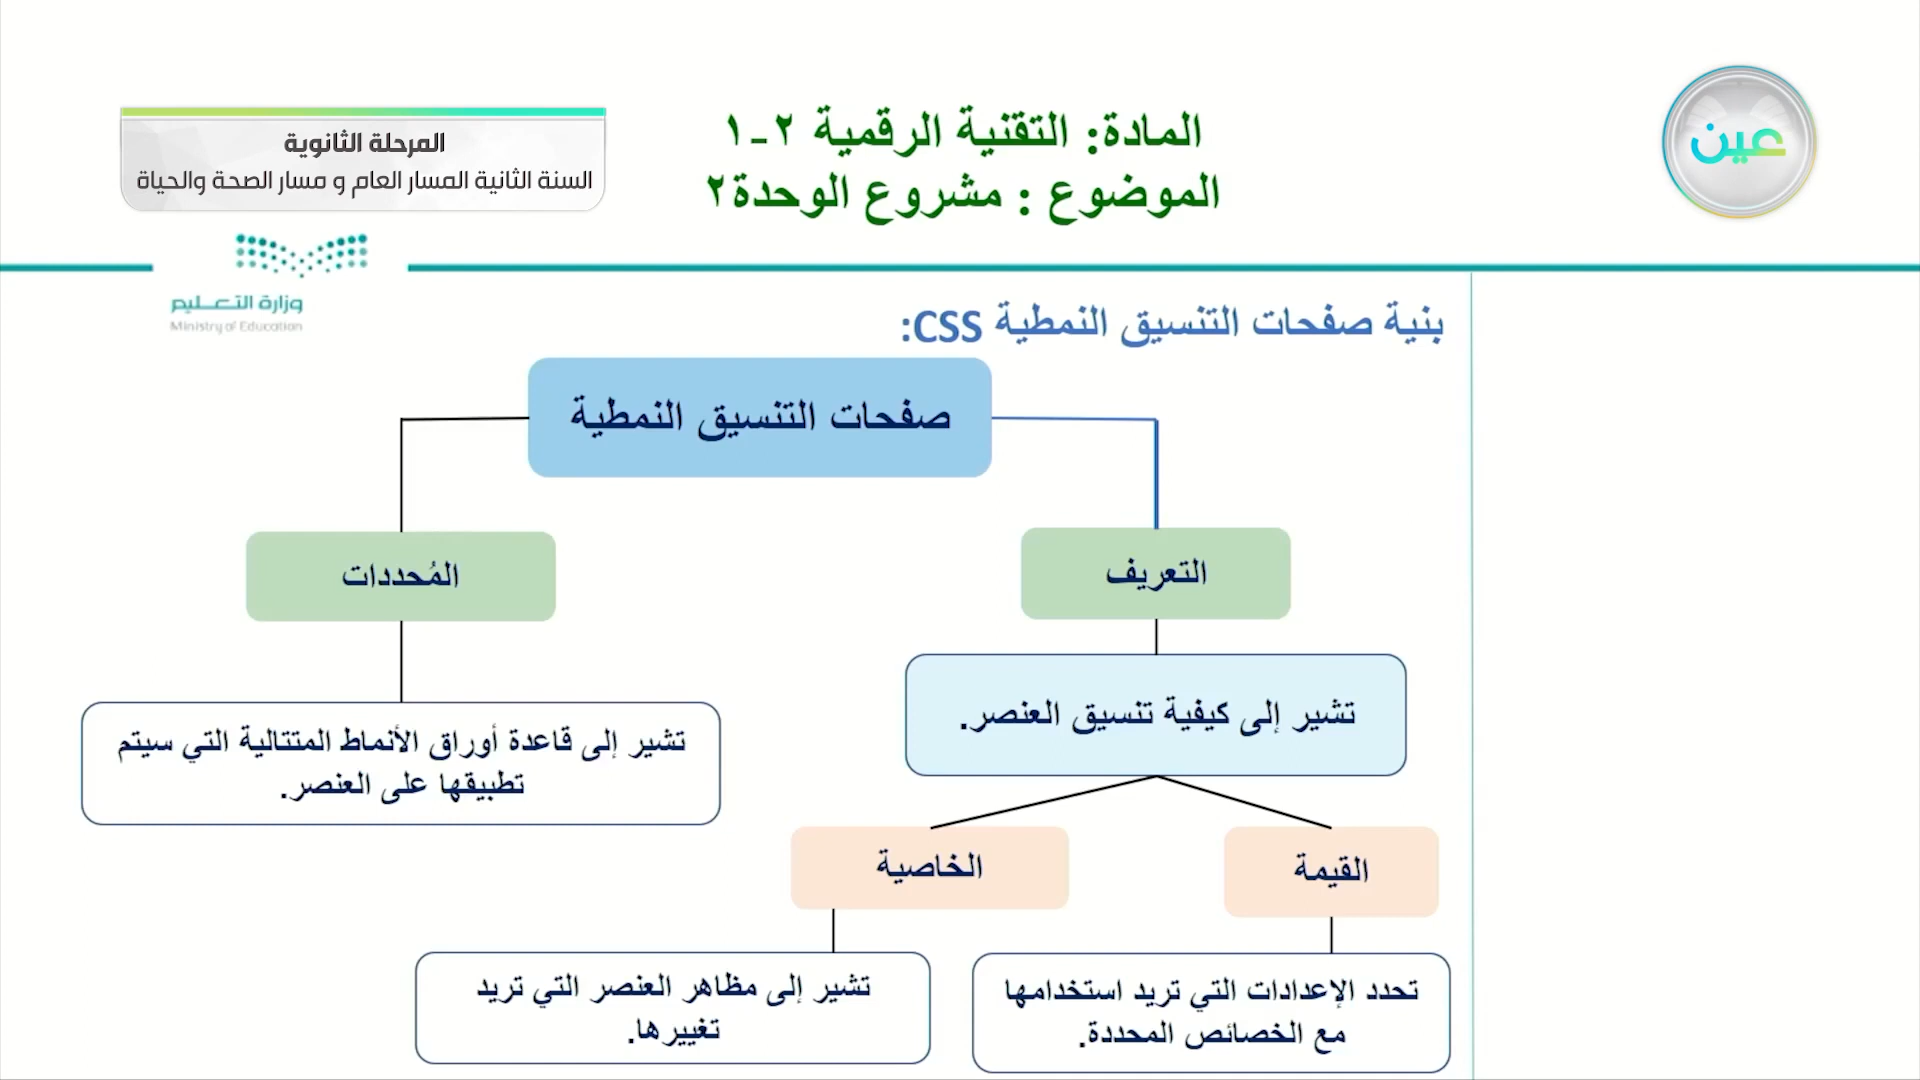 عين
المادة: التقنية الرقمية ٢-١
الموضوع : مشروع الوحدة٢
المرحلة الثانوية
السنة الثانية المسار العام و مسار الصحة والحياة
وزارة التعليم
Ministry of Education
بنية صفحات التنسيق النمطية CSS:
صفحات التنسيق النمطية
التعريف
المُحددات
تشير إلى كيفية تنسيق العنصر.
تشير إلى قاعدة أوراق الأنماط المتتالية التي سيتم
تطبيقها على العنصر.
القيمة
الخاصية
تحدد الإعدادات التي تريد استخدامها
مع الخصائص المحددة.
تشير إلى مظاهر العنصر التي تريد
تغييرها.